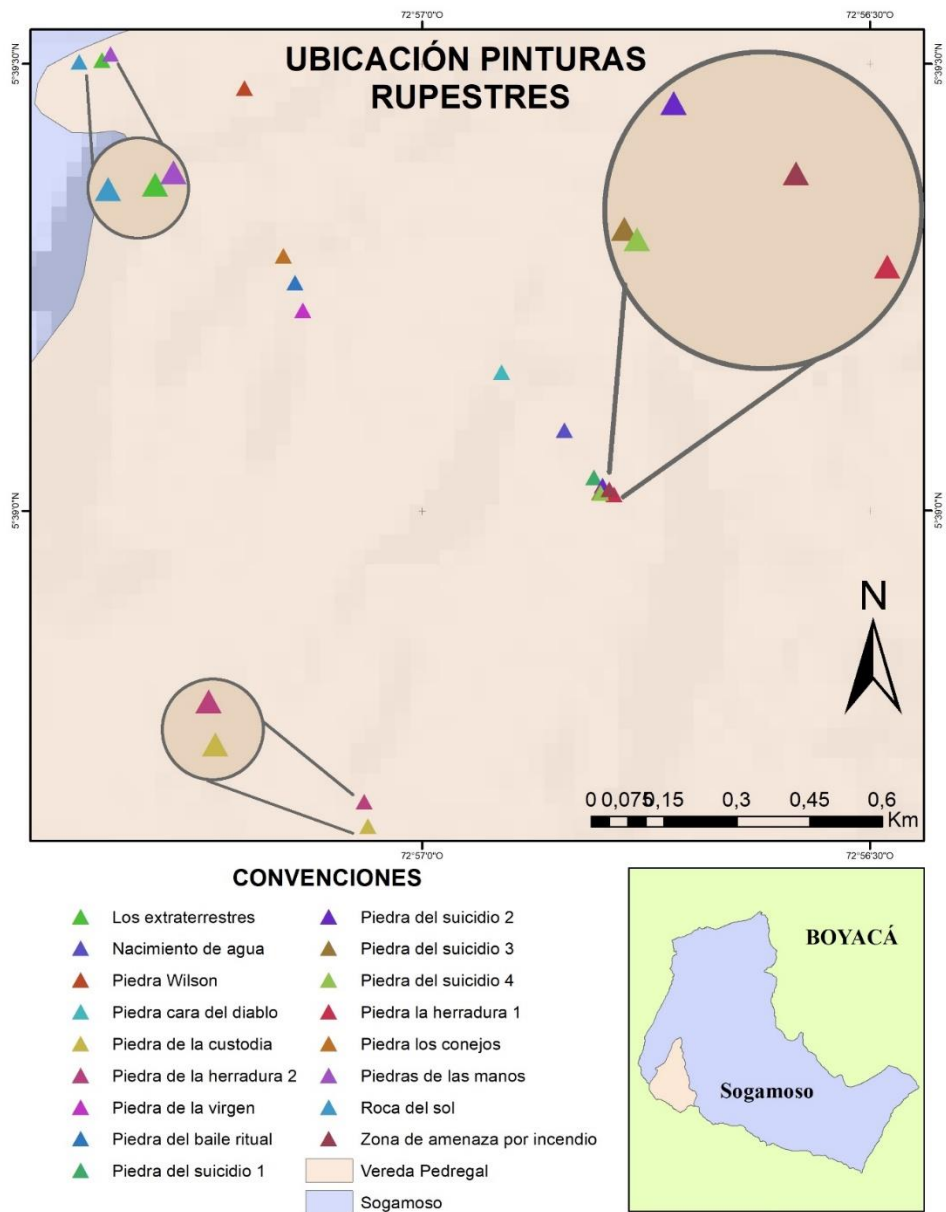 72°57'0"O
72°56'30"O
UBICACIÓN PINTURAS
RUPESTRES
5°39'30"N
5°39'30"N
5°39'0"N
5°39'0"N
N
0 0,075 0,15 0,3 0,45 0,6
Km
72°57'0"O
72°56'30"O
CONVENCIONES
Los extraterrestres
Nacimiento de agua
Piedra Wilson
Piedra cara del diablo
Piedra de la custodia
Piedra de la herradura 2
Piedra de la virgen
Piedra del baile ritual
Piedra del suicidio 1
Piedra del suicidio 2
Piedra del suicidio 3
Piedra del suicidio 4
Piedra la herradura 1
Piedra los conejos
Piedras de las manos
Roca del sol
Zona de amenaza por incendio
Vereda Pedregal
Sogamoso
BOYACÁ
Sogamoso